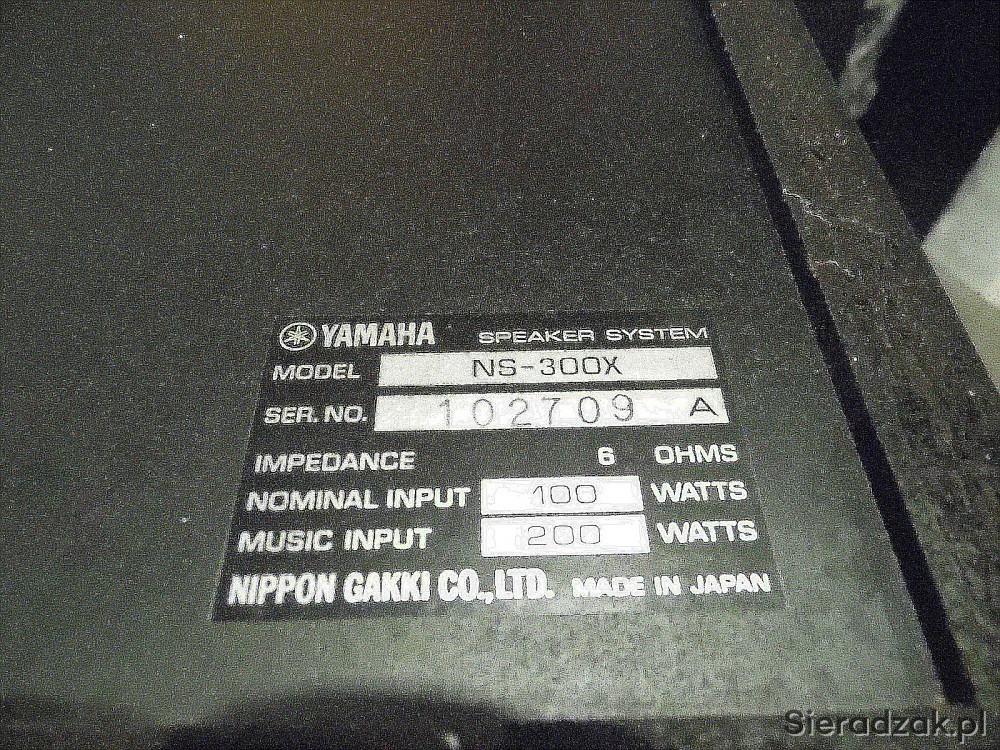 YAMAHA SPEAKER SYSTEM
MODEL NS-300X
SER. NO. 102709 A
IMPEDANCE 6 OHMS
NOMINAL INPUT 100 WATTS
MUSIC INPUT 200 WATTS
NIPPON GAKKI CO., LTD. MADE IN JAPAN
Sieradzak.pl